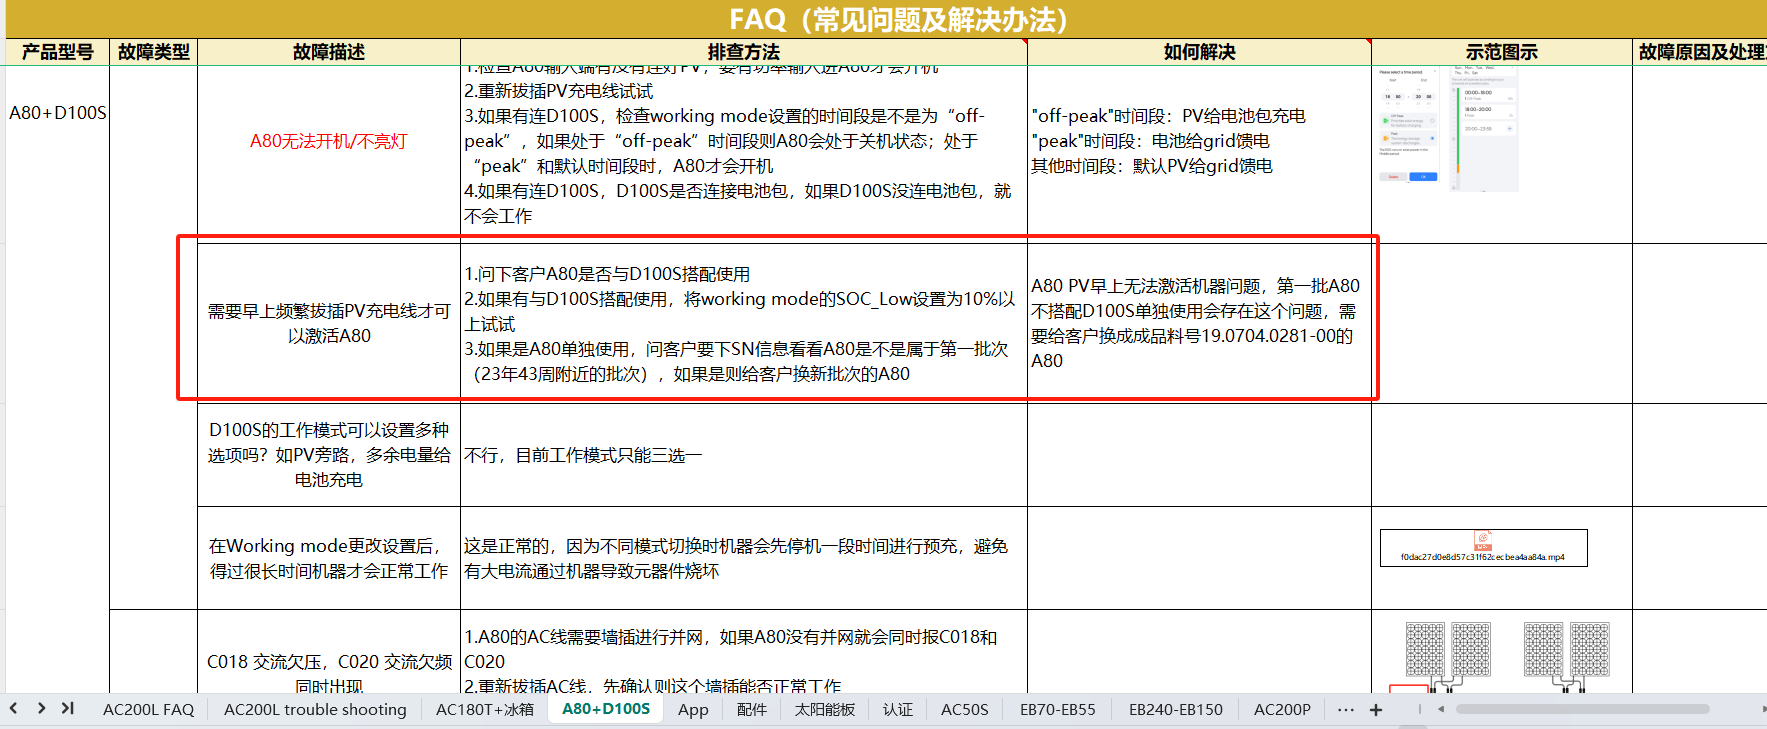 FAQ（常见问题及解决办法）
产品型号 故障类型 故障描述 排查方法 如何解决 示范图示 故障原因及处理
A80+D100S
A80无法开机/不亮灯
1.检查A80输入端有没有连好PV，要有功率输入进A80才会开机
2.重新拔插PV充电线试试
3.如果有连D100S，检查working mode设置的时间段是不是为“off-
peak”，如果处于“off-peak”时间段则A80会处于关机状态；处于
“peak”和默认时间段时，A80才会开机
4.如果有连D100S，D100S是否连接电池包，如果D100S没连电池包，就
不会工作
"off-peak"时间段：PV给电池包充电
"peak"时间段：电池给grid馈电
其他时间段：默认PV给grid馈电
需要早上频繁拔插PV充电线才可
以激活A80
1.问下客户A80是否与D100S搭配使用
2.如果有与D100S搭配使用，将working mode的SOC_Low设置为10%以
上试试
3.如果是A80单独使用，问客户要下SN信息看看A80是不是属于第一批次
（23年43周附近的批次），如果是则给客户换新批次的A80
A80 PV早上无法激活机器问题，第一批A80
不搭配D100S单独使用会存在这个问题，需
要给客户换成成品料号19.0704.0281-00的
A80
D100S的工作模式可以设置多种
选项吗？如PV旁路，多余电量给
电池充电
不行，目前工作模式只能三选一
在Working mode更改设置后，
得过很长时间机器才会正常工作
这是正常的，因为不同模式切换时机器会先停机一段时间进行预充，避免
有大电流通过机器导致元器件烧坏
f0dac27d0e8d57c31f62cecbea4aa84a.mp4
C018 交流欠压，C020 交流欠频
同时出现
1.A80的AC线需要墙插进行并网，如果A80没有并网就会同时报C018和
C020
2.重新拔插AC线，先确认则这个墙插能否正常工作
AC200L FAQ AC200L trouble shooting AC180T+冰箱 A80+D100S App 配件 太阳能板 认证 AC50S EB70-EB55 EB240-EB150 AC200P ··· +